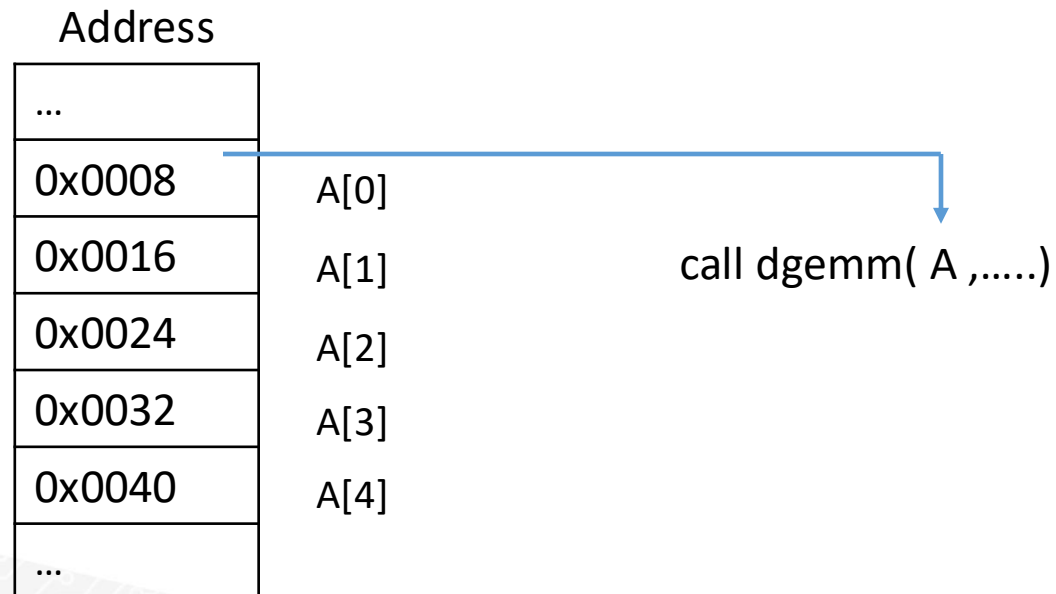 Address
…
0x0008 A[0]
0x0016 A[1] call dgemm( A ,…..)
0x0024 A[2]
0x0032 A[3]
0x0040 A[4]
…